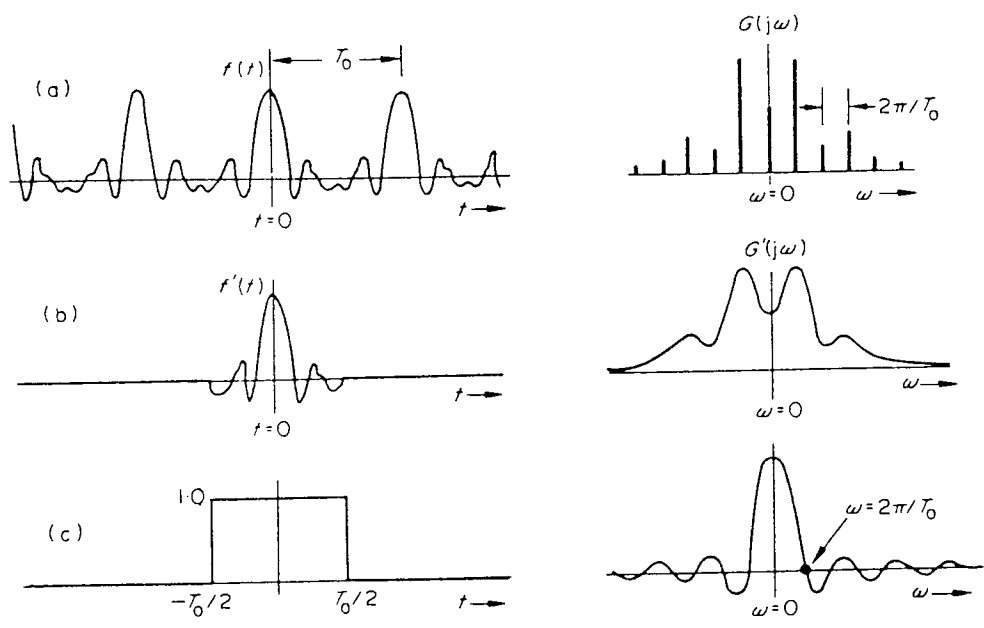 (a)
f(t)
T₀
t=0
t
G(jω)
2π/T₀
ω=0
ω
(b)
f'(t)
t=0
t
G'(jω)
ω=0
ω
(c)
1·0
-T₀/2
T₀/2
t
ω=2π/T₀
ω=0
ω